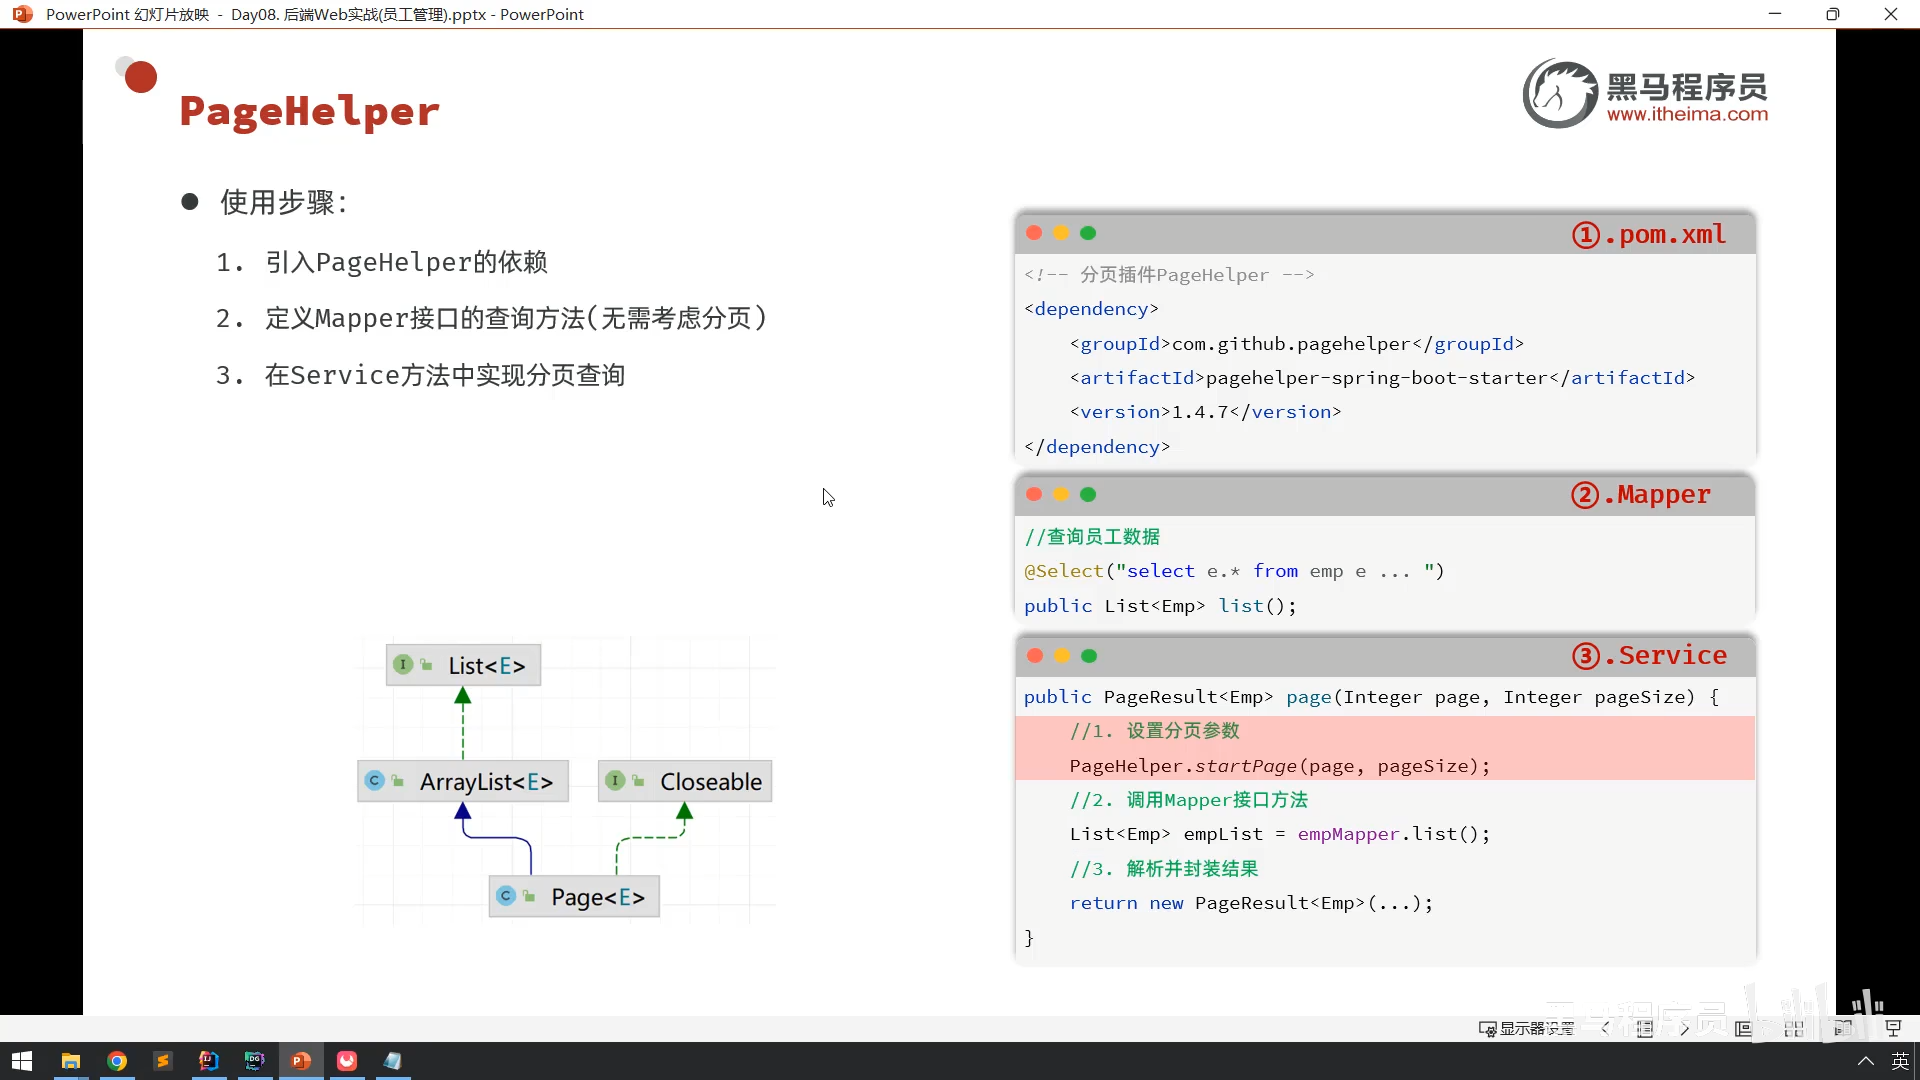 PowerPoint 幻灯片放映 - Day08. 后端Web实战(员工管理).pptx - PowerPoint
PageHelper
黑马程序员
www.itheima.com
使用步骤:
1. 引入PageHelper的依赖
2. 定义Mapper接口的查询方法(无需考虑分页)
3. 在Service方法中实现分页查询
①.pom.xml
<!-- 分页插件PageHelper -->
<dependency>
<groupId>com.github.pagehelper</groupId>
<artifactId>pagehelper-spring-boot-starter</artifactId>
<version>1.4.7</version>
</dependency>
②.Mapper
//查询员工数据
@Select("select e.* from emp e ... ")
public List<Emp> list();
③.Service
public PageResult<Emp> page(Integer page, Integer pageSize) {
//1. 设置分页参数
PageHelper.startPage(page, pageSize);
//2. 调用Mapper接口方法
List<Emp> empList = empMapper.list();
//3. 解析并封装结果
return new PageResult<Emp>(...);
}
I List<E>
C ArrayList<E>
I Closeable
C Page<E>
黑马程序员 bilibili
显示器设置
英